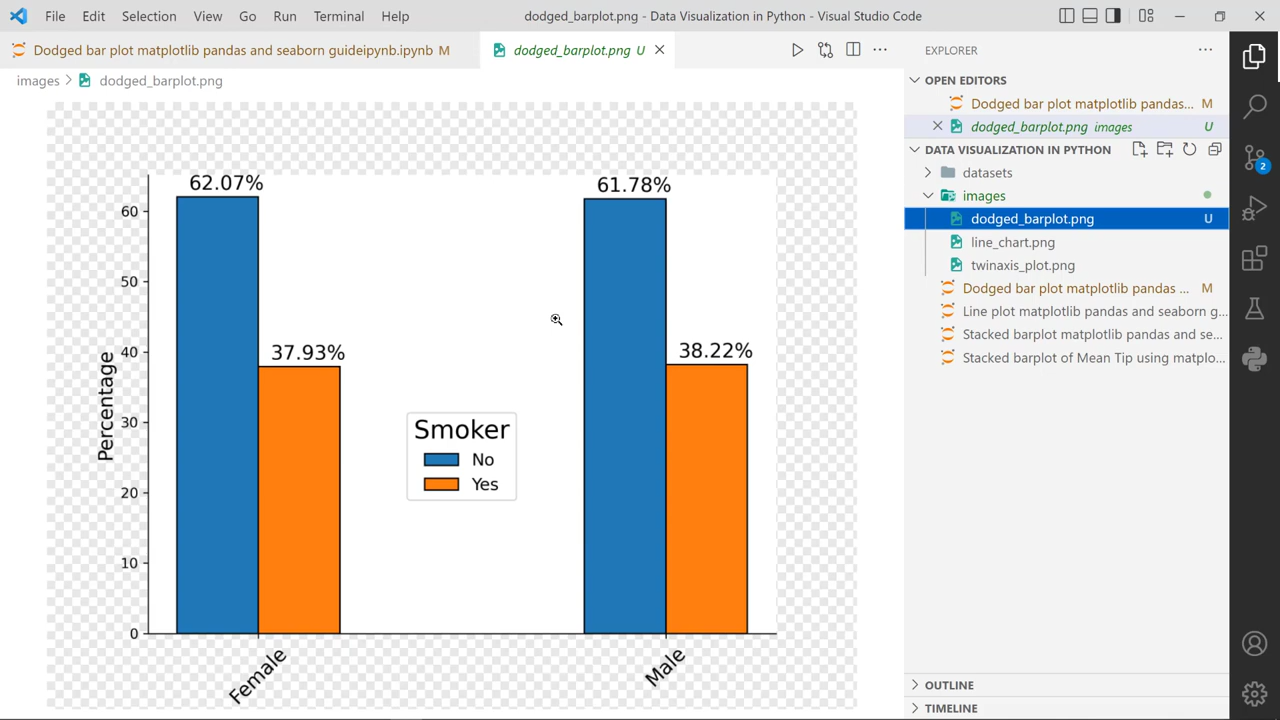 File Edit Selection View Go Run Terminal Help
dodged_barplot.png - Data Visualization in Python - Visual Studio Code
Dodged bar plot matplotlib pandas and seaborn guideipynb.ipynb M
dodged_barplot.png U
images > dodged_barplot.png
62.07%
61.78%
37.93%
38.22%
Percentage
60
50
40
30
20
10
0
Smoker
No
Yes
Female
Male
EXPLORER
OPEN EDITORS
Dodged bar plot matplotlib pandas... M
dodged_barplot.png images U
DATA VISUALIZATION IN PYTHON
datasets
images
dodged_barplot.png U
line_chart.png
twinaxis_plot.png
Dodged bar plot matplotlib pandas ... M
Line plot matplotlib pandas and seaborn g...
Stacked barplot matplotlib pandas and se...
Stacked barplot of Mean Tip using matplo...
OUTLINE
TIMELINE
2